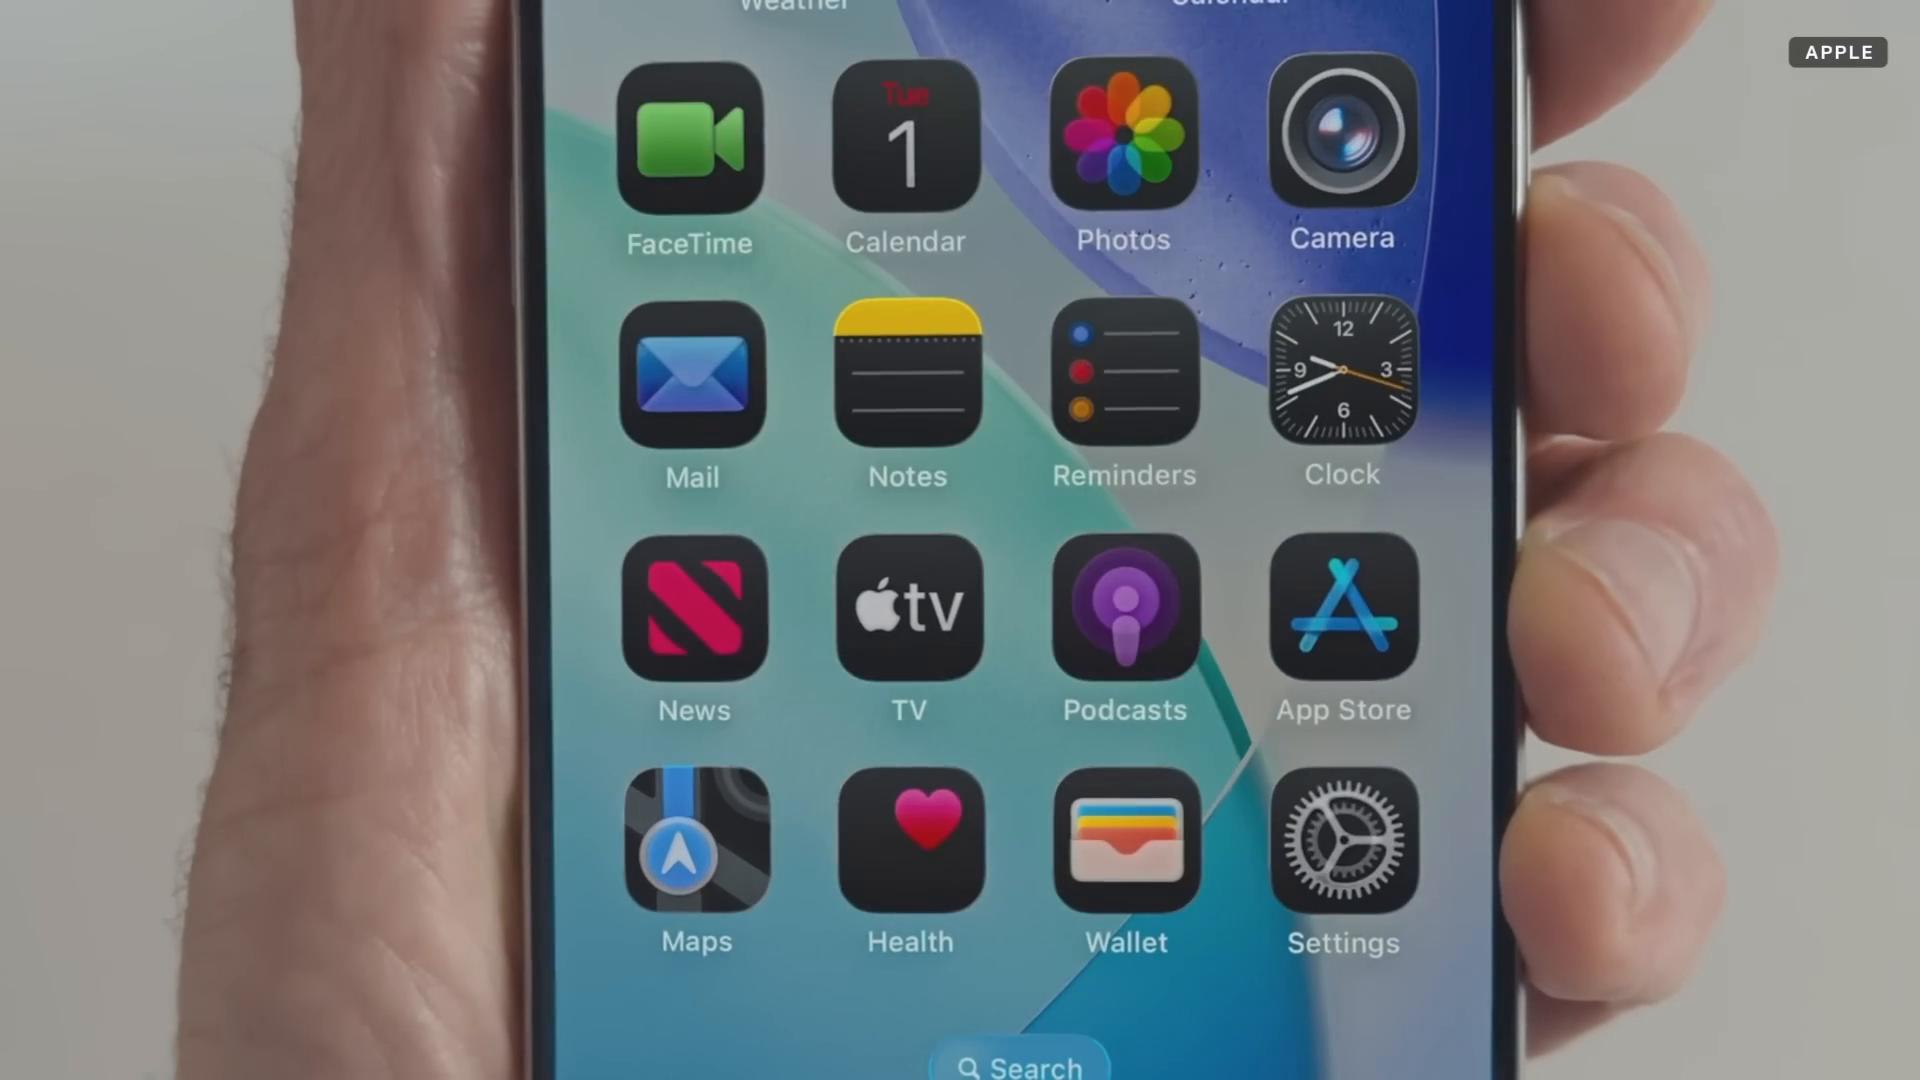 Weather Calendar
APPLE
Tue
1
FaceTime Calendar Photos Camera
12
9 3
6
Mail Notes Reminders Clock
tv
News TV Podcasts App Store
Maps Health Wallet Settings
Search